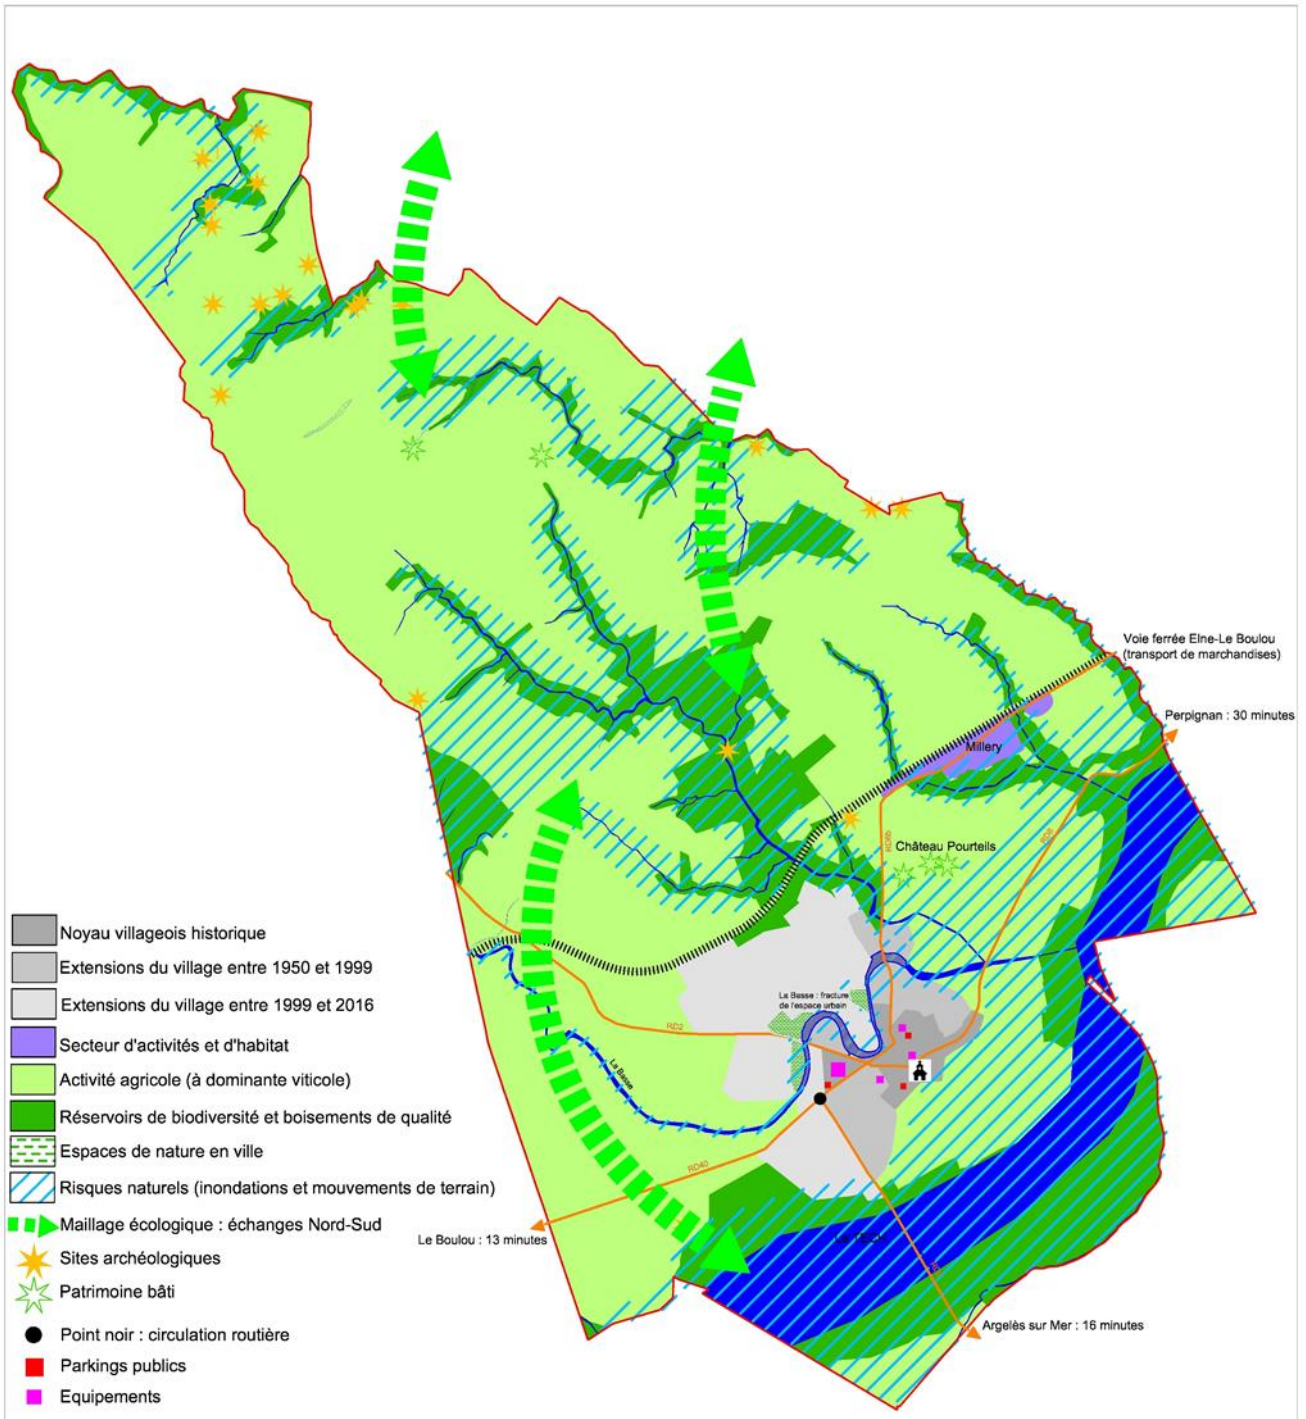 Voie ferrée Elne-Le Boulou
(transport de marchandises)
Perpignan : 30 minutes
Millery
RD6b
RD8
Château Pourteils
La Basse : fracture
de l'espace urbain
RD2
La Basse
RD40
Le Boulou : 13 minutes
La TECH
Argelès sur Mer : 16 minutes
Noyau villageois historique
Extensions du village entre 1950 et 1999
Extensions du village entre 1999 et 2016
Secteur d'activités et d'habitat
Activité agricole (à dominante viticole)
Réservoirs de biodiversité et boisements de qualité
Espaces de nature en ville
Risques naturels (inondations et mouvements de terrain)
Maillage écologique : échanges Nord-Sud
Sites archéologiques
Patrimoine bâti
Point noir : circulation routière
Parkings publics
Equipements